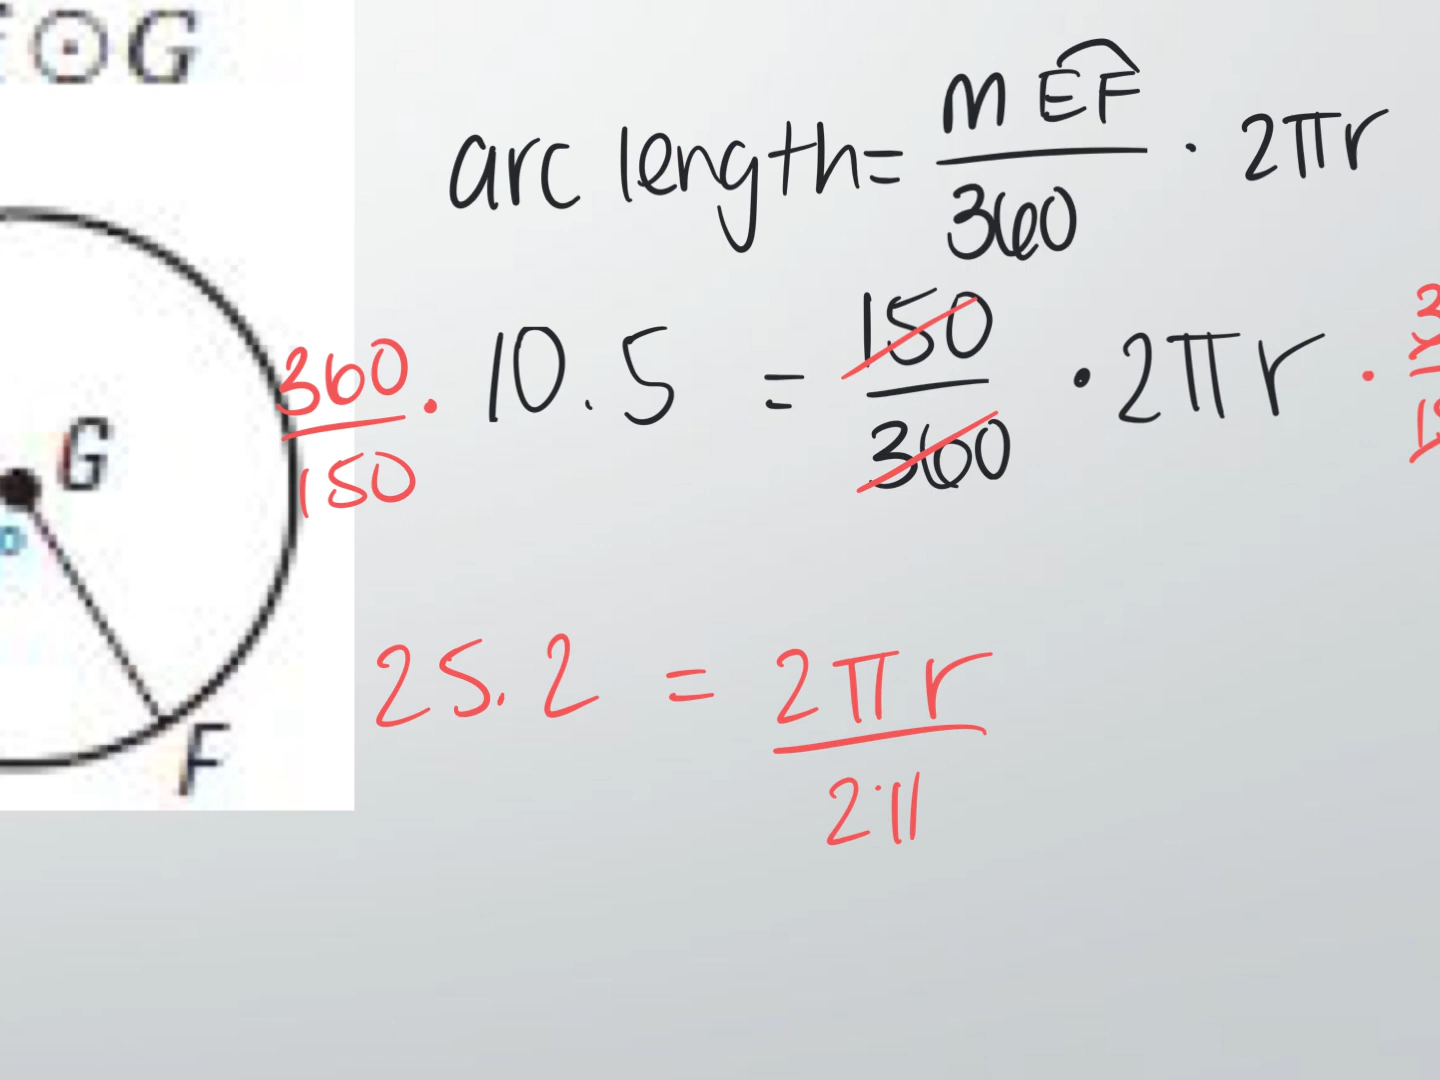 ⊙G
arc length = m EF / 360 · 2πr
360/150 · 10.5 = 150/360 · 2πr ·
G
25.2 = 2πr / 2π
F